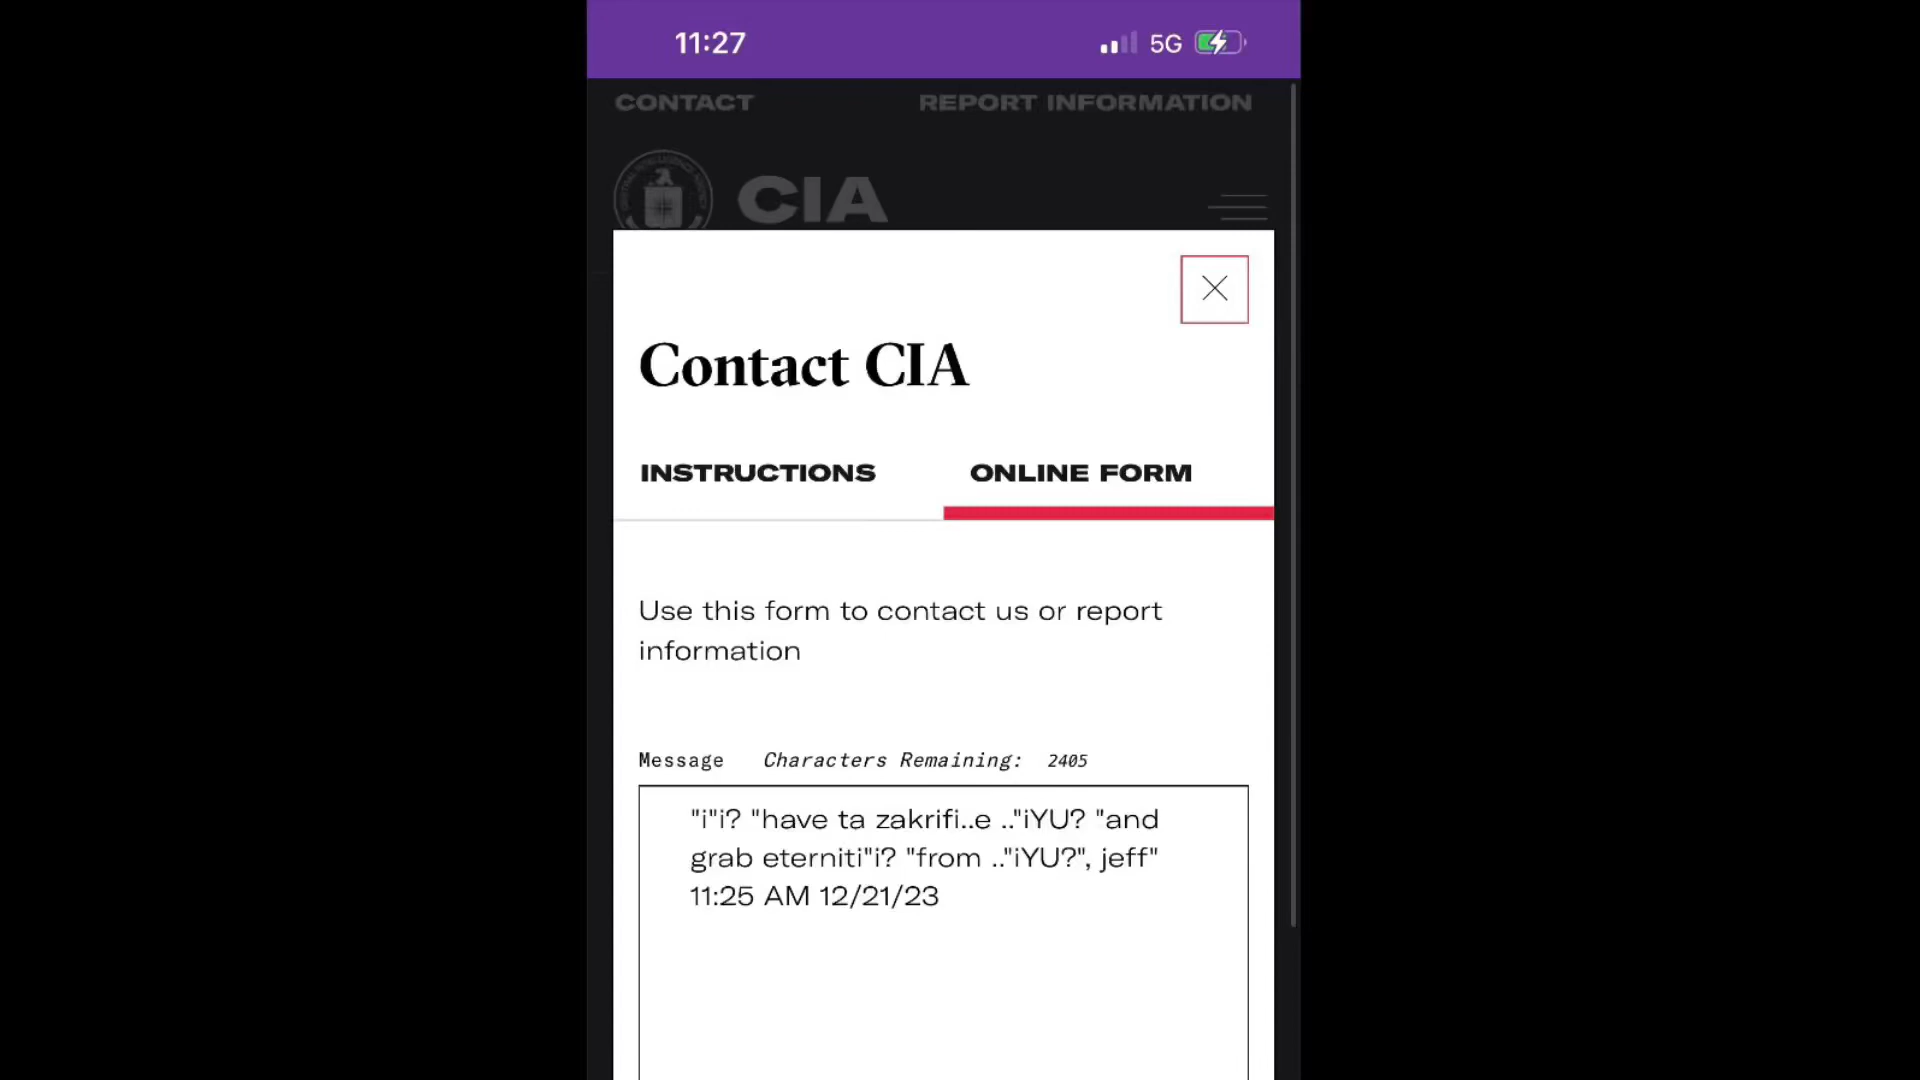 11:27 5G
CONTACT REPORT INFORMATION
CIA
Contact CIA
INSTRUCTIONS ONLINE FORM
Use this form to contact us or report
information
Message Characters Remaining: 2405
"i"i? "have ta zakrifi..e .."iYU? "and
grab eterniti"i? "from .."iYU?", jeff"
11:25 AM 12/21/23